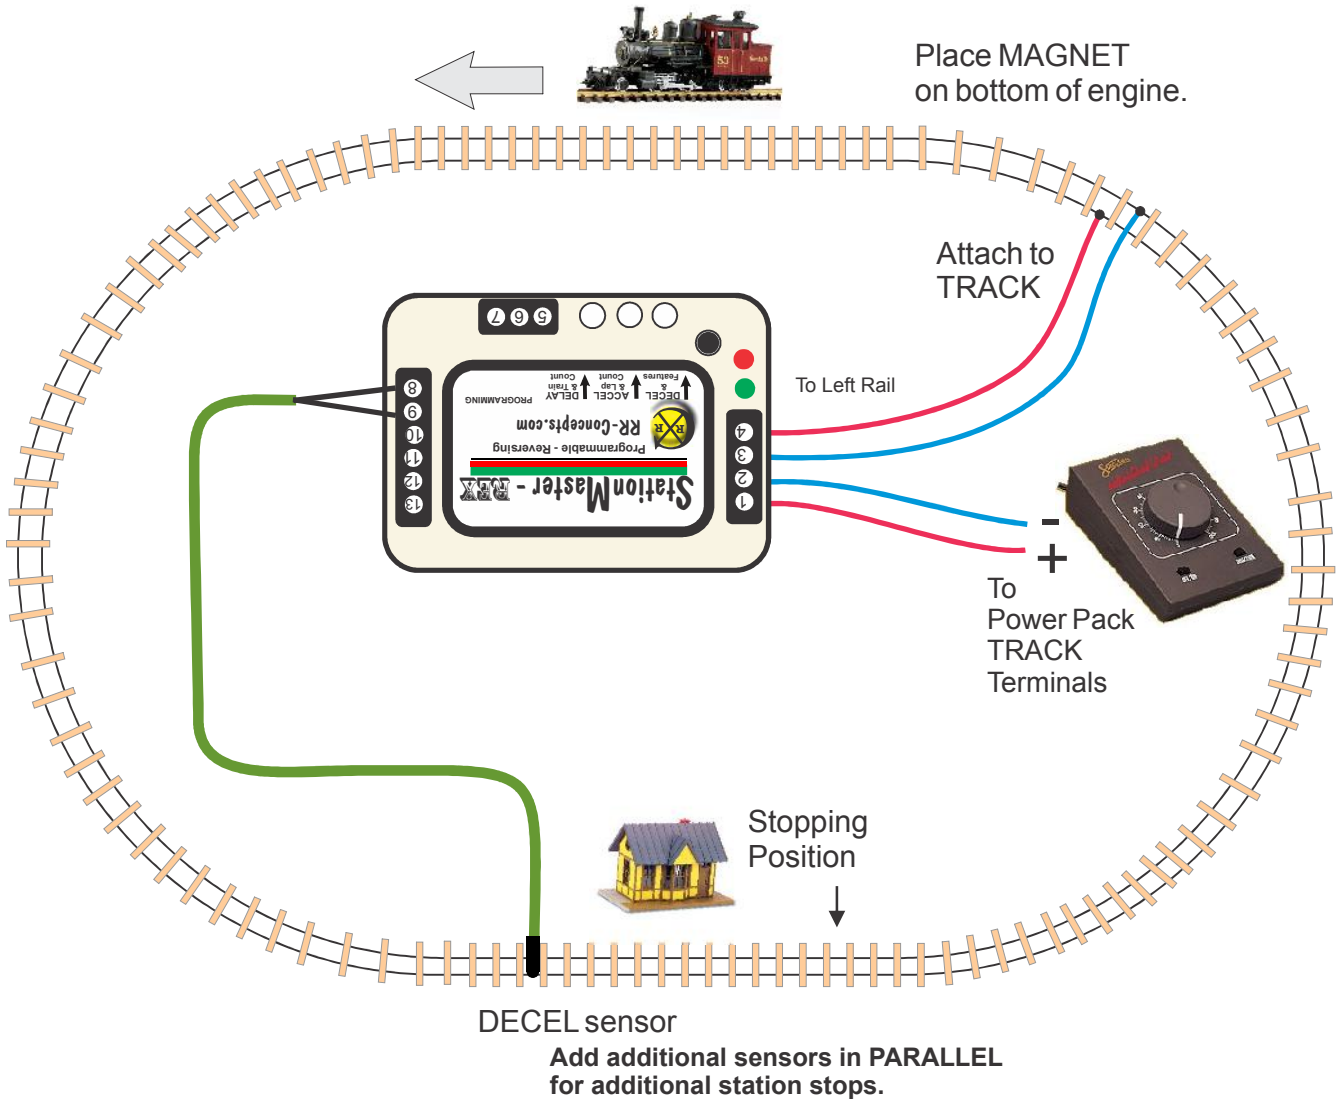 Place MAGNET
on bottom of engine.
Attach to
TRACK
7 6 5
To Left Rail
8
9
10
11
12
13
4
3
2
1
DECEL
& Features
ACCEL
& Lap
Count
DELAY
& Train
Count
PROGRAMMING
RR-Concepts.com
R R
Programmable - Reversing
StationMaster - REX
-
+
To
Power Pack
TRACK
Terminals
Stopping
Position
DECEL sensor
Add additional sensors in PARALLEL
for additional station stops.